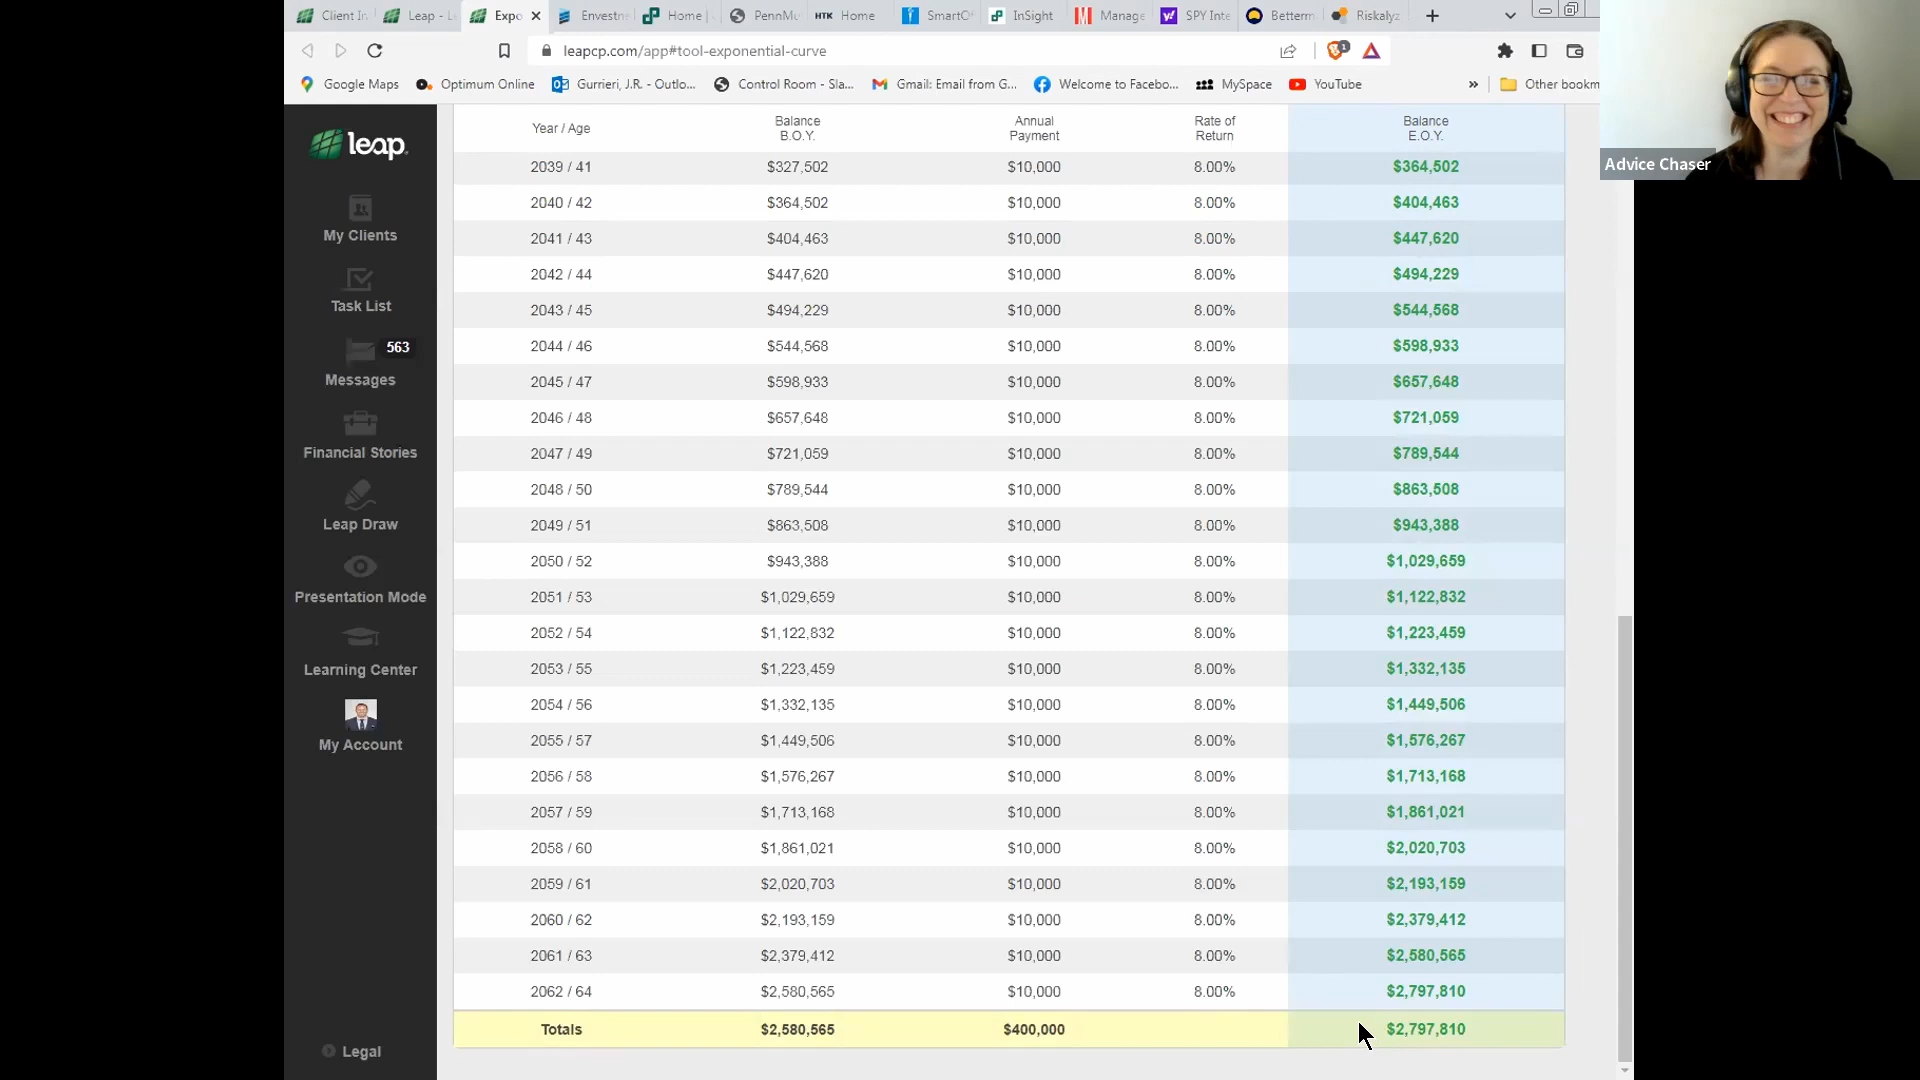 Client In
Leap - L
Expo
Envestn
Home |
PennMu
HTK Home
SmartO
InSight
Manage
SPY Inte
Betterm
Riskalyz
leapcp.com/app#tool-exponential-curve
1
Google Maps
Optimum Online
Gurrieri, J.R. - Outlo...
Control Room - Sla...
Gmail: Email from G...
Welcome to Facebo...
MySpace
YouTube
»
Other bookm
Advice Chaser
leap.
My Clients
Task List
563
Messages
Financial Stories
Leap Draw
Presentation Mode
Learning Center
My Account
Legal
Year / Age Balance B.O.Y. Annual Payment Rate of Return Balance E.O.Y.
2039 / 41 $327,502 $10,000 8.00% $364,502
2040 / 42 $364,502 $10,000 8.00% $404,463
2041 / 43 $404,463 $10,000 8.00% $447,620
2042 / 44 $447,620 $10,000 8.00% $494,229
2043 / 45 $494,229 $10,000 8.00% $544,568
2044 / 46 $544,568 $10,000 8.00% $598,933
2045 / 47 $598,933 $10,000 8.00% $657,648
2046 / 48 $657,648 $10,000 8.00% $721,059
2047 / 49 $721,059 $10,000 8.00% $789,544
2048 / 50 $789,544 $10,000 8.00% $863,508
2049 / 51 $863,508 $10,000 8.00% $943,388
2050 / 52 $943,388 $10,000 8.00% $1,029,659
2051 / 53 $1,029,659 $10,000 8.00% $1,122,832
2052 / 54 $1,122,832 $10,000 8.00% $1,223,459
2053 / 55 $1,223,459 $10,000 8.00% $1,332,135
2054 / 56 $1,332,135 $10,000 8.00% $1,449,506
2055 / 57 $1,449,506 $10,000 8.00% $1,576,267
2056 / 58 $1,576,267 $10,000 8.00% $1,713,168
2057 / 59 $1,713,168 $10,000 8.00% $1,861,021
2058 / 60 $1,861,021 $10,000 8.00% $2,020,703
2059 / 61 $2,020,703 $10,000 8.00% $2,193,159
2060 / 62 $2,193,159 $10,000 8.00% $2,379,412
2061 / 63 $2,379,412 $10,000 8.00% $2,580,565
2062 / 64 $2,580,565 $10,000 8.00% $2,797,810
Totals $2,580,565 $400,000 $2,797,810